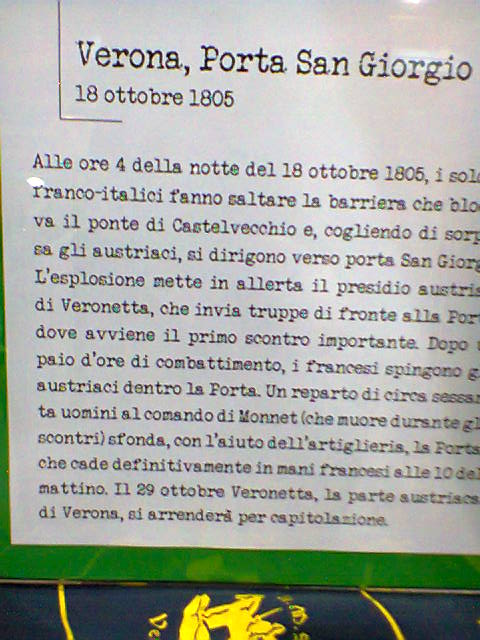 Verona, Porta San Giorgio
18 ottobre 1805
Alle ore 4 della notte del 18 ottobre 1805, i sol
franco-italici fanno saltare la barriera che blo
va il ponte di Castelvecchio e, cogliendo di sorp
sa gli austriaci, si dirigono verso porta San Giorg
L'esplosione mette in allerta il presidio austria
di Veronetta, che invia truppe di fronte alla Por
dove avviene il primo scontro importante. Dopo
paio d'ore di combattimento, i francesi spingono g
austriaci dentro la Porta. Un reparto di circa sessan
ta uomini al comando di Monnet (che muore durante gl
scontri) sfonda, con l'aiuto dell'artiglieria, la Porta
che cade definitivamente in mani francesi alle 10 del
mattino. Il 29 ottobre Veronetta, la parte austriaca
di Verona, si arrenderà per capitolazione.